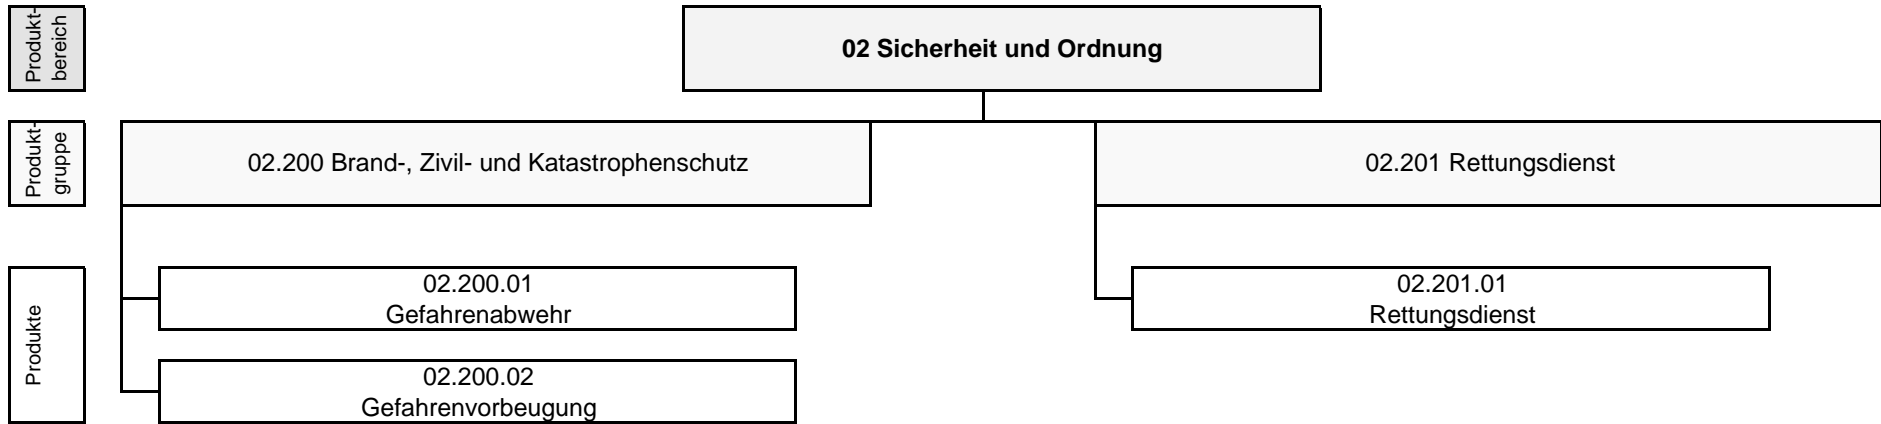 Produkt-
bereich
02 Sicherheit und Ordnung
Produkt-
gruppe
02.200 Brand-, Zivil- und Katastrophenschutz
02.201 Rettungsdienst
Produkte
02.200.01
Gefahrenabwehr
02.201.01
Rettungsdienst
02.200.02
Gefahrenvorbeugung